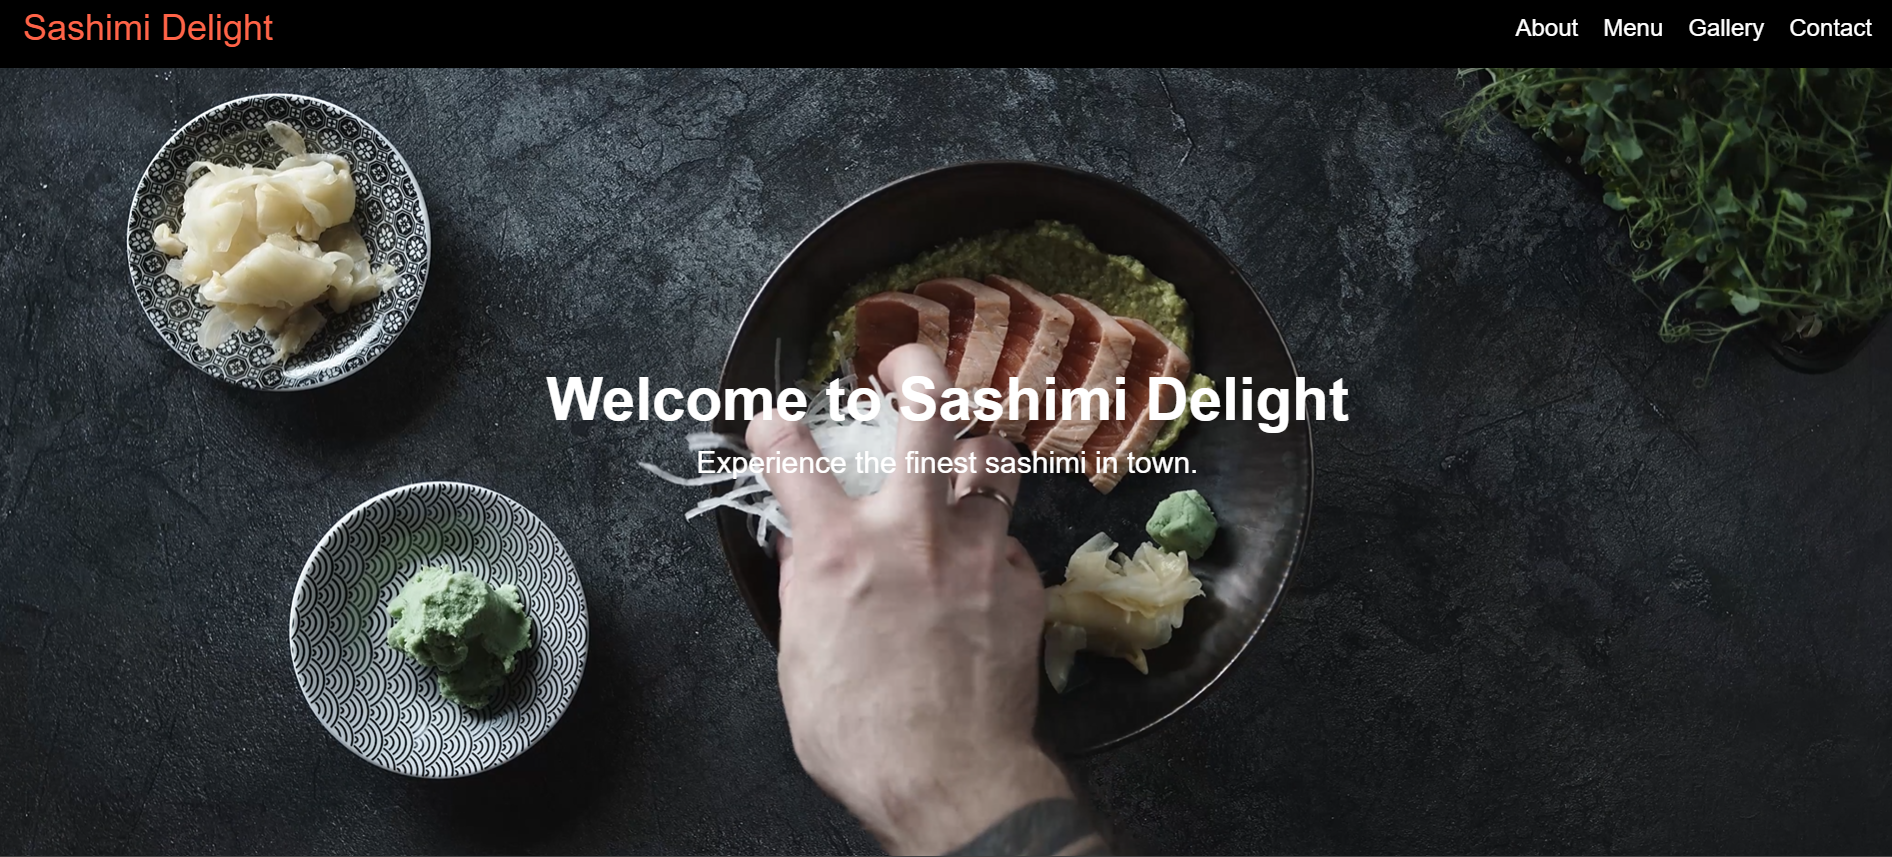 Sashimi Delight
About Menu Gallery Contact
Welcome to Sashimi Delight
Experience the finest sashimi in town.